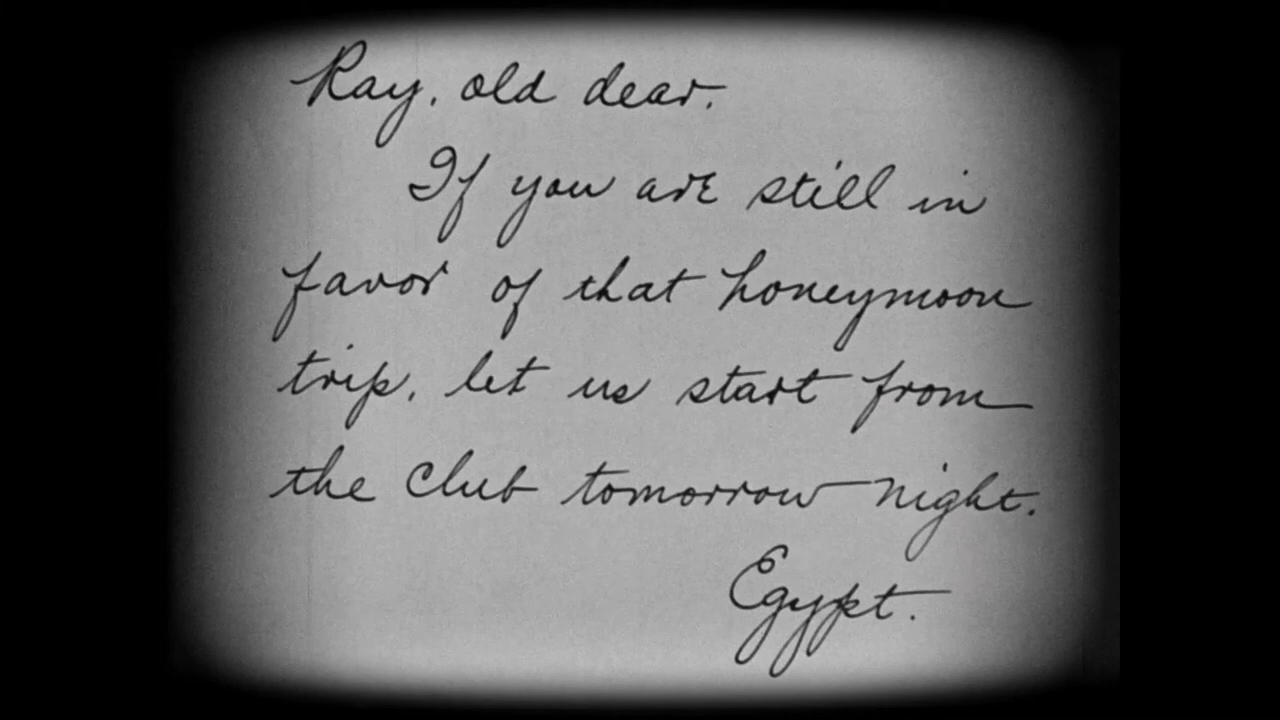 Ray, old dear.
If you are still in
favor of that honeymoon
trip, let us start from
the club tomorrow night.
Egypt.